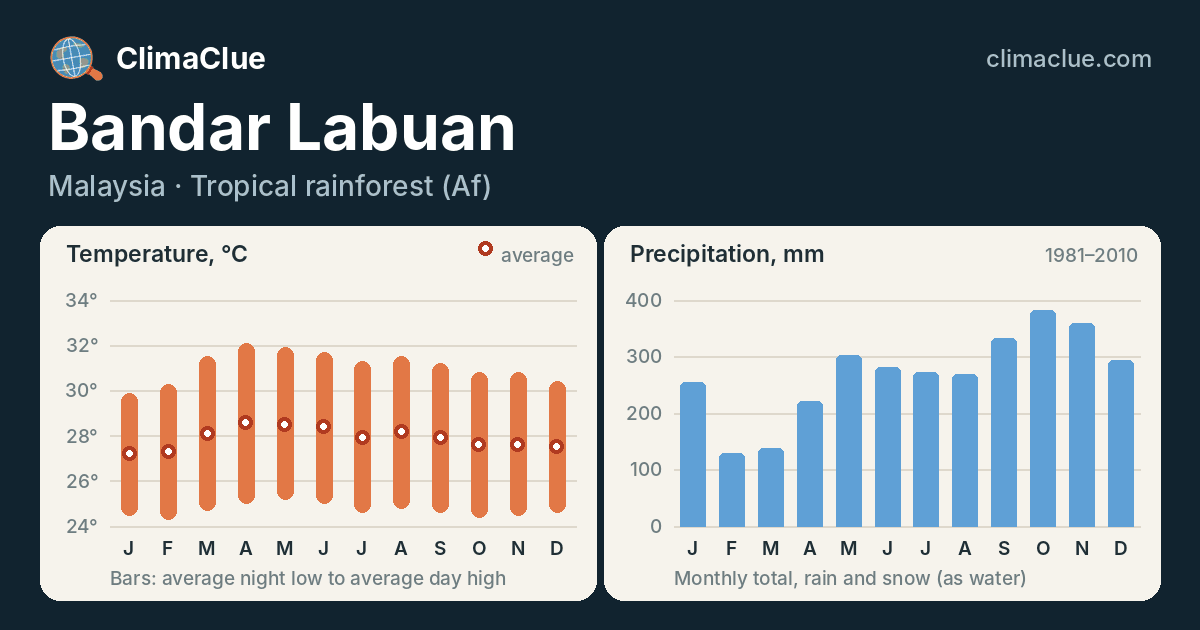 ClimaClue
climaclue.com
Bandar Labuan
Malaysia · Tropical rainforest (Af)
Temperature, °C
average
34°
32°
30°
28°
26°
24°
J F M A M J J A S O N D
Bars: average night low to average day high
Precipitation, mm
1981–2010
400
300
200
100
0
J F M A M J J A S O N D
Monthly total, rain and snow (as water)